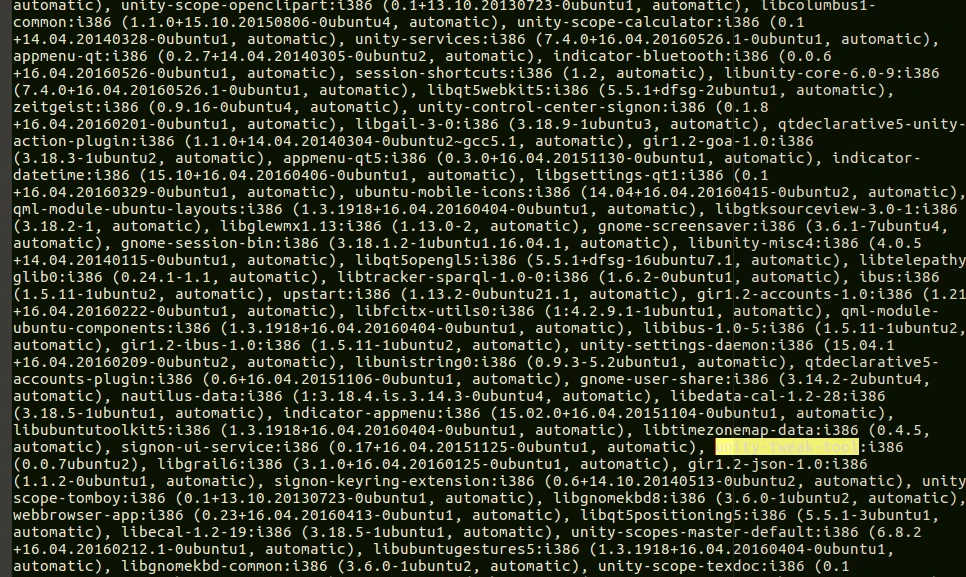 automatic), unity-scope-openclipart:i386 (0.1+13.10.20130723-0ubuntu1, automatic), libcolumbus1-
common:i386 (1.1.0+15.10.20150806-0ubuntu4, automatic), unity-scope-calculator:i386 (0.1
+14.04.20140328-0ubuntu1, automatic), unity-services:i386 (7.4.0+16.04.20160526.1-0ubuntu1, automatic),
appmenu-qt:i386 (0.2.7+14.04.20140305-0ubuntu2, automatic), indicator-bluetooth:i386 (0.0.6
+16.04.20160526-0ubuntu1, automatic), session-shortcuts:i386 (1.2, automatic), libunity-core-6.0-9:i386
(7.4.0+16.04.20160526.1-0ubuntu1, automatic), libqt5webkit5:i386 (5.5.1+dfsg-2ubuntu1, automatic),
zeitgeist:i386 (0.9.16-0ubuntu4, automatic), unity-control-center-signon:i386 (0.1.8
+16.04.20160201-0ubuntu1, automatic), libgail-3-0:i386 (3.18.9-1ubuntu3, automatic), qtdeclarative5-unity-
action-plugin:i386 (1.1.0+14.04.20140304-0ubuntu2~gcc5.1, automatic), gir1.2-goa-1.0:i386
(3.18.3-1ubuntu2, automatic), appmenu-qt5:i386 (0.3.0+16.04.20151130-0ubuntu1, automatic), indicator-
datetime:i386 (15.10+16.04.20160406-0ubuntu1, automatic), libgsettings-qt1:i386 (0.1
+16.04.20160329-0ubuntu1, automatic), ubuntu-mobile-icons:i386 (14.04+16.04.20160415-0ubuntu2, automatic),
qml-module-ubuntu-layouts:i386 (1.3.1918+16.04.20160404-0ubuntu1, automatic), libgtksourceview-3.0-1:i386
(3.18.2-1, automatic), libglewmx1.13:i386 (1.13.0-2, automatic), gnome-screensaver:i386 (3.6.1-7ubuntu4,
automatic), gnome-session-bin:i386 (3.18.1.2-1ubuntu1.16.04.1, automatic), libunity-misc4:i386 (4.0.5
+14.04.20140115-0ubuntu1, automatic), libqt5opengl5:i386 (5.5.1+dfsg-16ubuntu7.1, automatic), libtelepathy
glib0:i386 (0.24.1-1.1, automatic), libtracker-sparql-1.0-0:i386 (1.6.2-0ubuntu1, automatic), ibus:i386
(1.5.11-1ubuntu2, automatic), upstart:i386 (1.13.2-0ubuntu21.1, automatic), gir1.2-accounts-1.0:i386 (1.21
+16.04.20160222-0ubuntu1, automatic), libfcitx-utils0:i386 (1:4.2.9.1-1ubuntu1, automatic), qml-module-
ubuntu-components:i386 (1.3.1918+16.04.20160404-0ubuntu1, automatic), libibus-1.0-5:i386 (1.5.11-1ubuntu2,
automatic), gir1.2-ibus-1.0:i386 (1.5.11-1ubuntu2, automatic), unity-settings-daemon:i386 (15.04.1
+16.04.20160209-0ubuntu2, automatic), libunistring0:i386 (0.9.3-5.2ubuntu1, automatic), qtdeclarative5-
accounts-plugin:i386 (0.6+16.04.20151106-0ubuntu1, automatic), gnome-user-share:i386 (3.14.2-2ubuntu4,
automatic), nautilus-data:i386 (1:3.18.4.is.3.14.3-0ubuntu4, automatic), libedata-cal-1.2-28:i386
(3.18.5-1ubuntu1, automatic), indicator-appmenu:i386 (15.02.0+16.04.20151104-0ubuntu1, automatic),
libubuntutoolkit5:i386 (1.3.1918+16.04.20160404-0ubuntu1, automatic), libtimezonemap-data:i386 (0.4.5,
automatic), signon-ui-service:i386 (0.17+16.04.20151125-0ubuntu1, automatic), unity-tweak-tool:i386
(0.0.7ubuntu2), libgrail6:i386 (3.1.0+16.04.20160125-0ubuntu1, automatic), gir1.2-json-1.0:i386
(1.1.2-0ubuntu1, automatic), signon-keyring-extension:i386 (0.6+14.10.20140513-0ubuntu2, automatic), unity
scope-tomboy:i386 (0.1+13.10.20130723-0ubuntu1, automatic), libgnomekbd8:i386 (3.6.0-1ubuntu2, automatic),
webbrowser-app:i386 (0.23+16.04.20160413-0ubuntu1, automatic), libqt5positioning5:i386 (5.5.1-3ubuntu1,
automatic), libecal-1.2-19:i386 (3.18.5-1ubuntu1, automatic), unity-scopes-master-default:i386 (6.8.2
+16.04.20160212.1-0ubuntu1, automatic), libubuntugestures5:i386 (1.3.1918+16.04.20160404-0ubuntu1,
automatic), libgnomekbd-common:i386 (3.6.0-1ubuntu2, automatic), unity-scope-texdoc:i386 (0.1